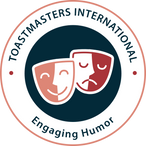 TOASTMASTERS INTERNATIONAL
Engaging Humor